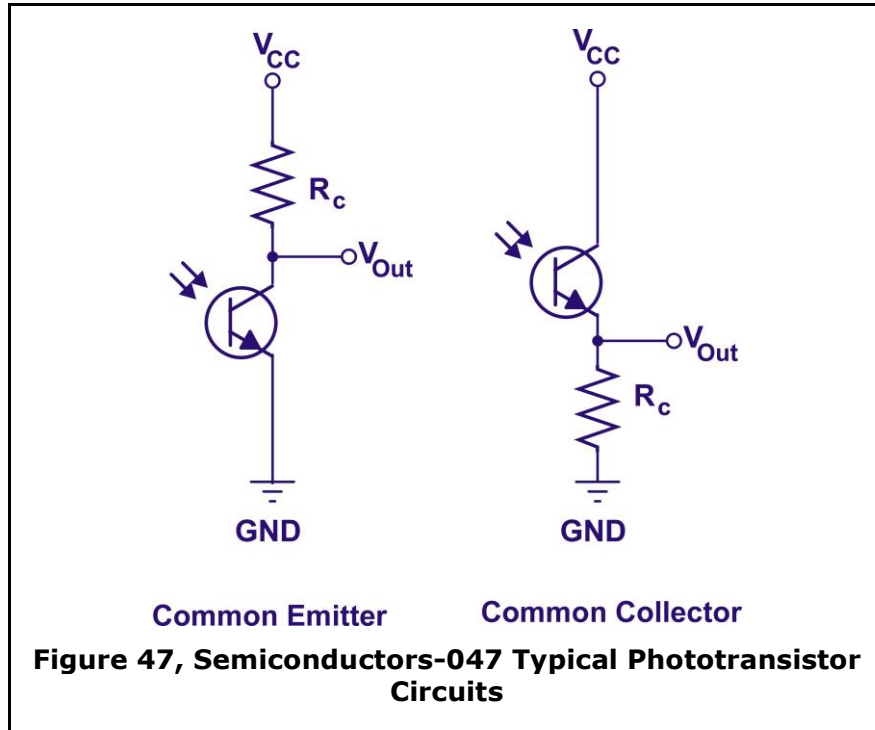 VCC
Rc
VOut
GND
Common Emitter
VCC
VOut
Rc
GND
Common Collector
Figure 47, Semiconductors-047 Typical Phototransistor
Circuits